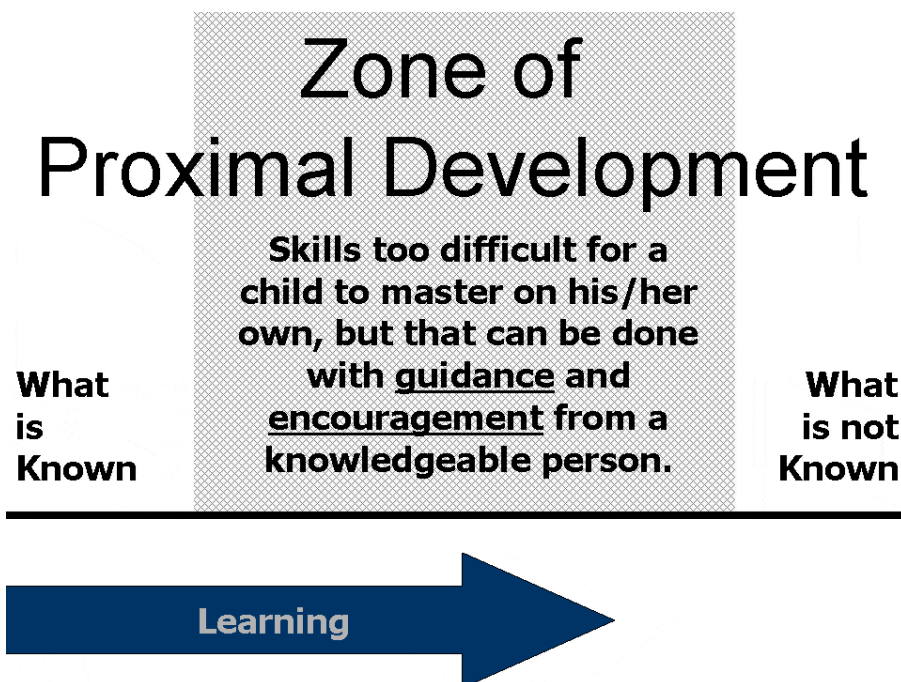 Zone of
Proximal Development
Skills too difficult for a
child to master on his/her
own, but that can be done
with guidance and
encouragement from a
knowledgeable person.
What
is
Known
What
is not
Known
Learning